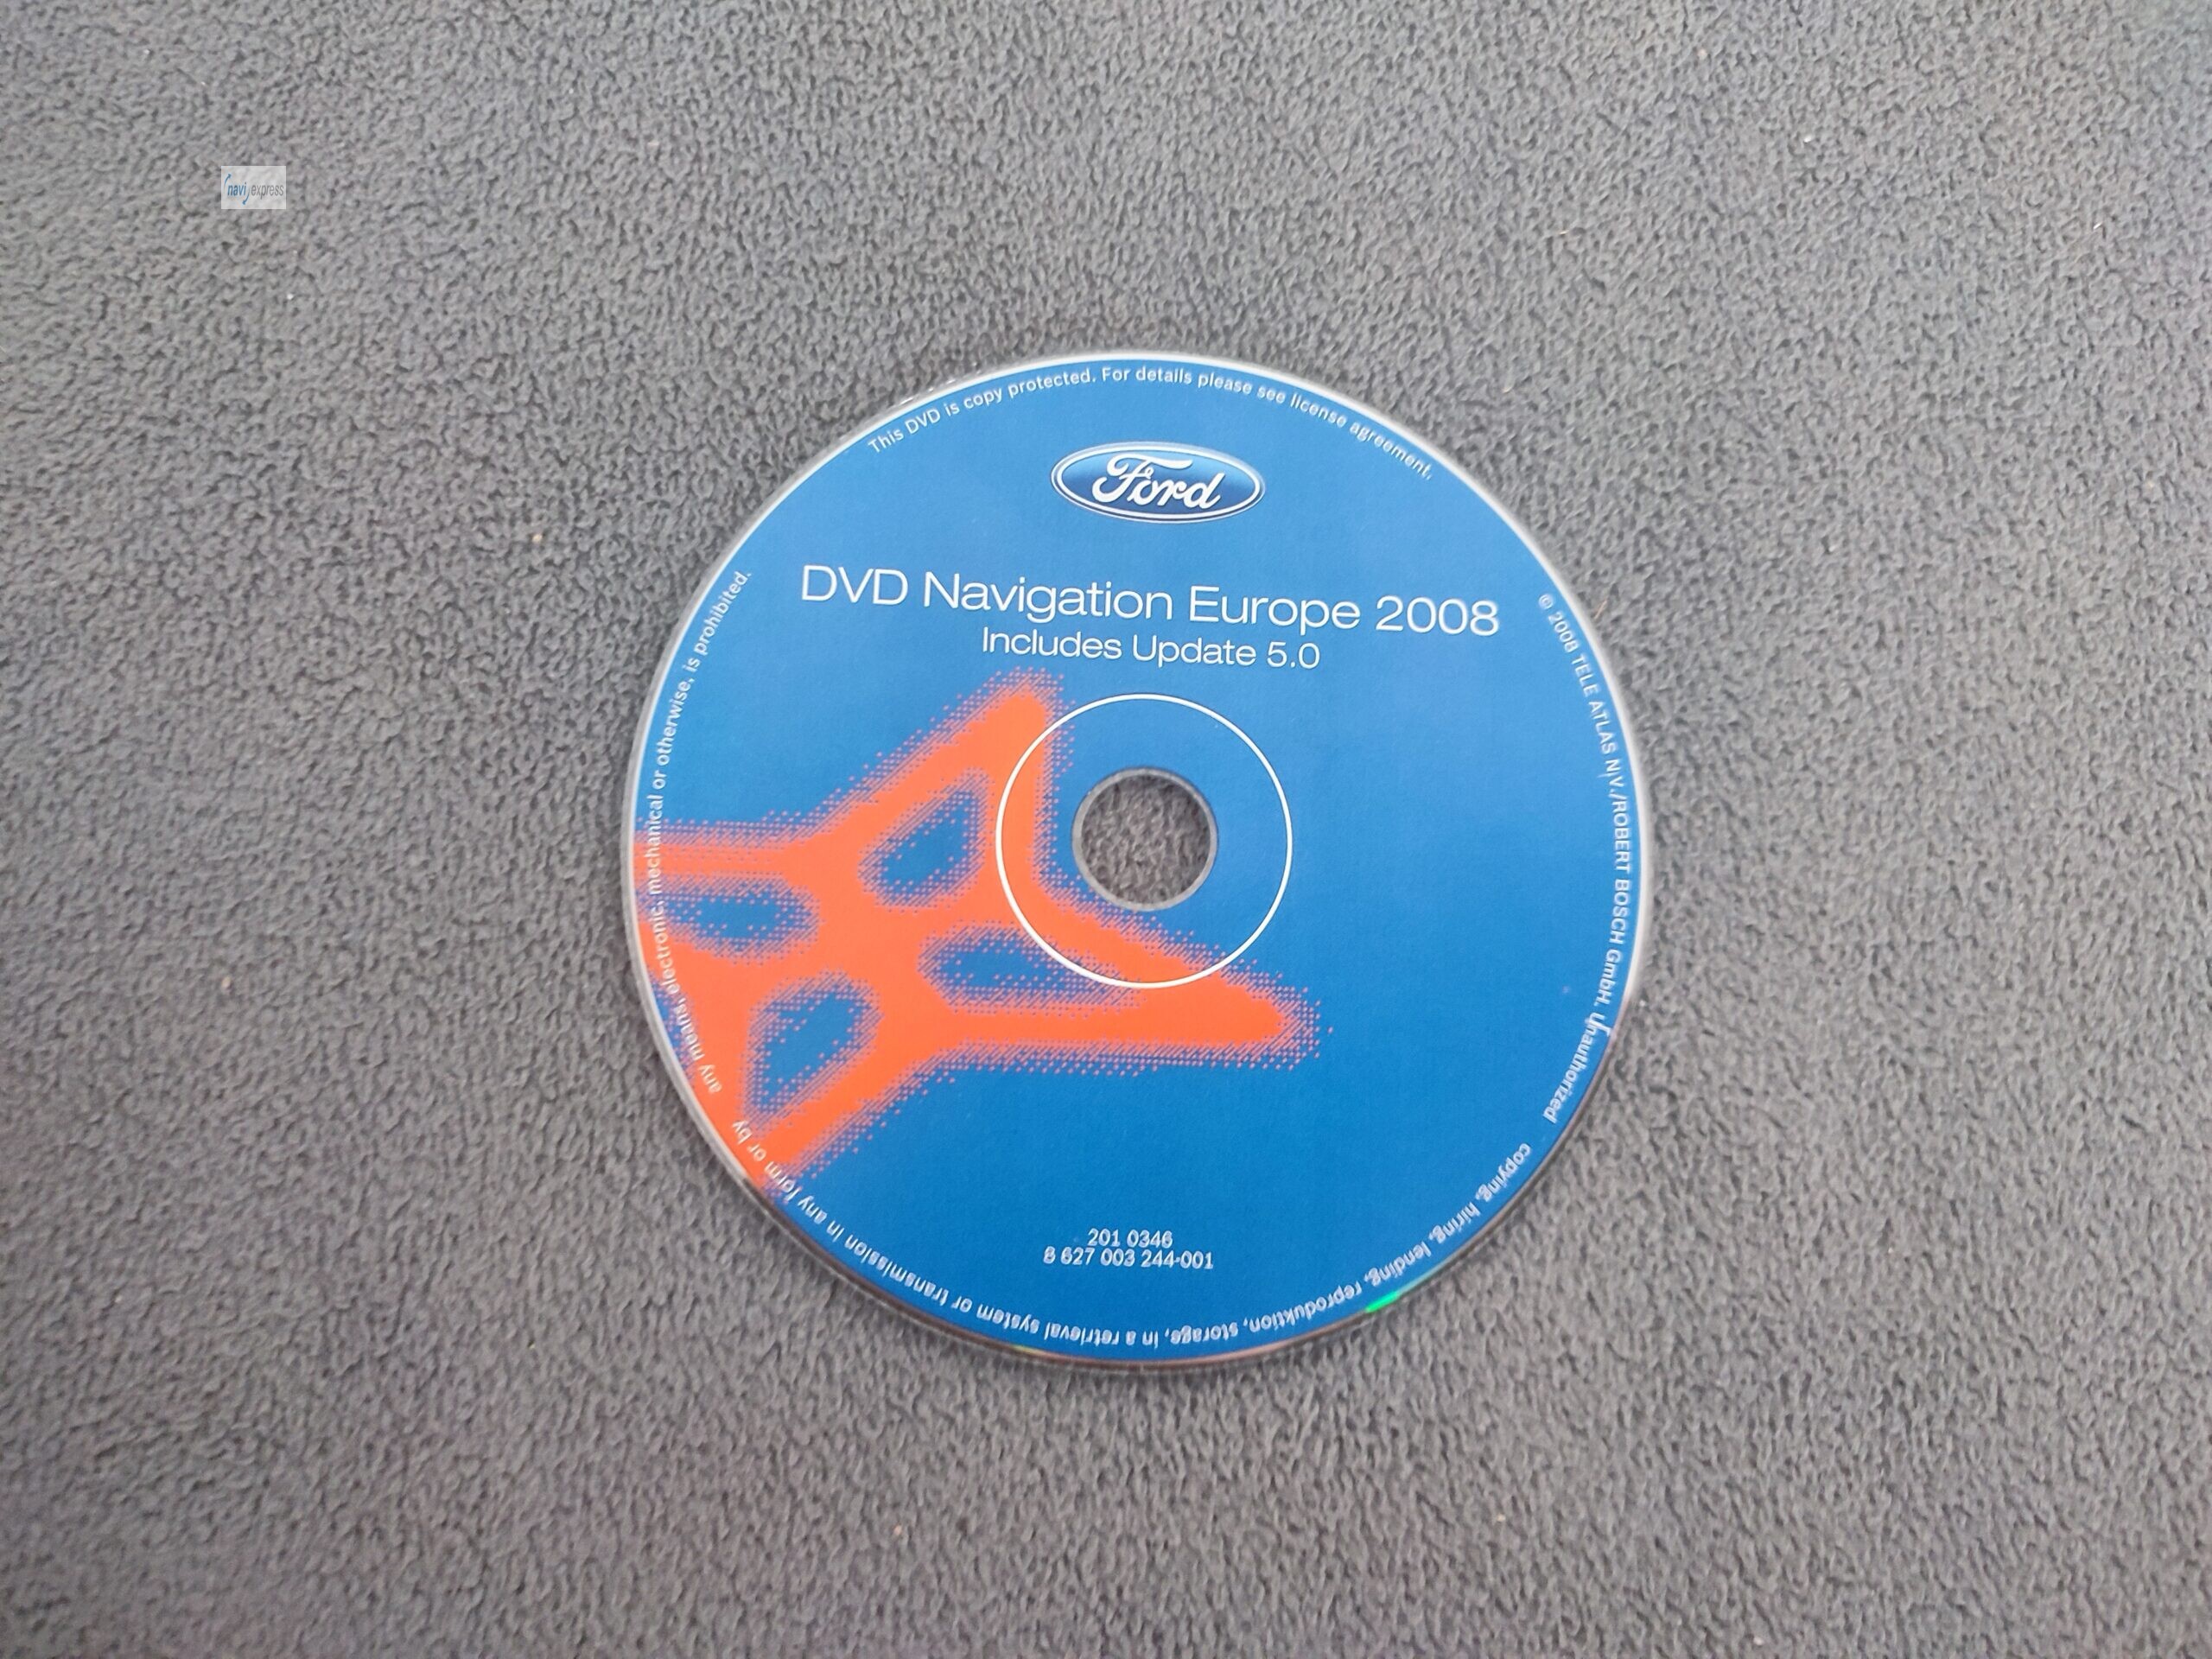 navi express
This DVD is copy protected. For details please see license agreement.
Ford
DVD Navigation Europe 2008
Includes Update 5.0
© 2008 TELE ATLAS N.V./ROBERT BOSCH GmbH. Unauthorized
copying, hiring, lending, reproduktion, storage, in a retrieval system or transmission in any form or by
any means, electronic, mechanical or otherwise, is prohibited.
201 0346
8 627 003 244-001